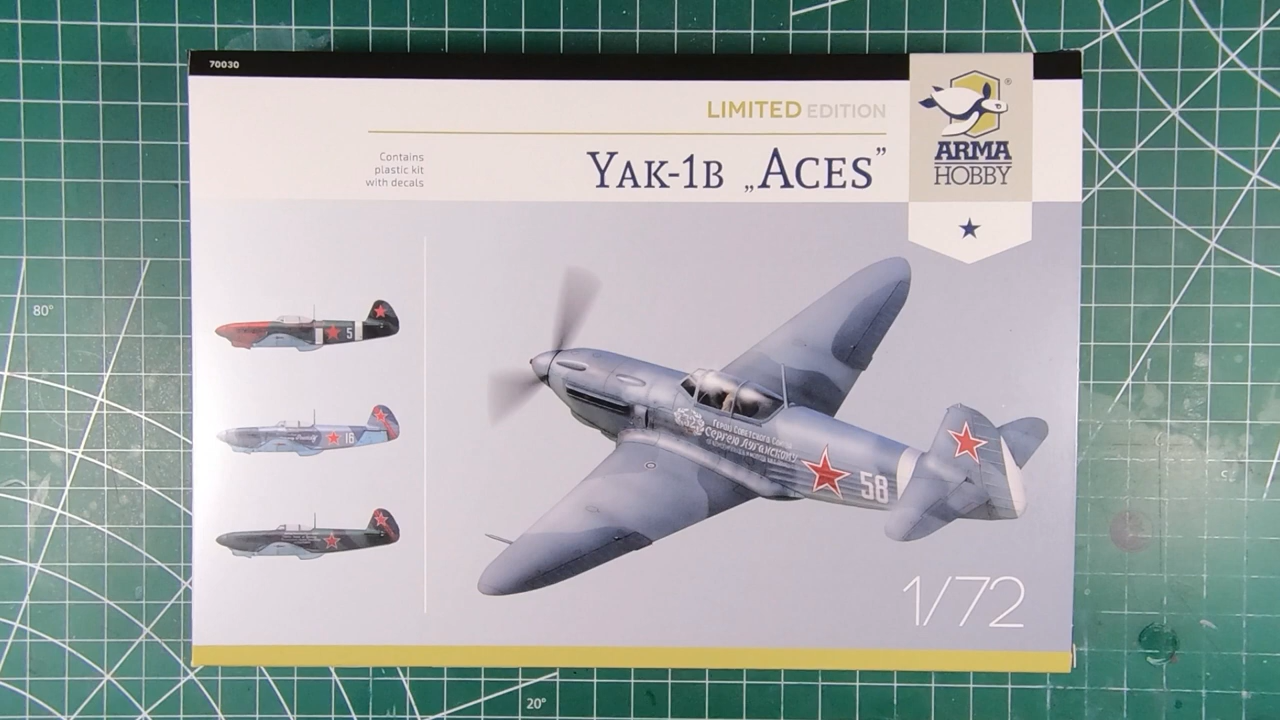 70030
LIMITED EDITION
Contains
plastic kit
with decals
YAK-1B „ACES”
®
ARMA
HOBBY
80°
5
16
ГЕРОЮ СОВЕТСКОГО СОЮЗА
СЕРГЕЮ ЛУГАНСКОМУ
58
1/72
20°